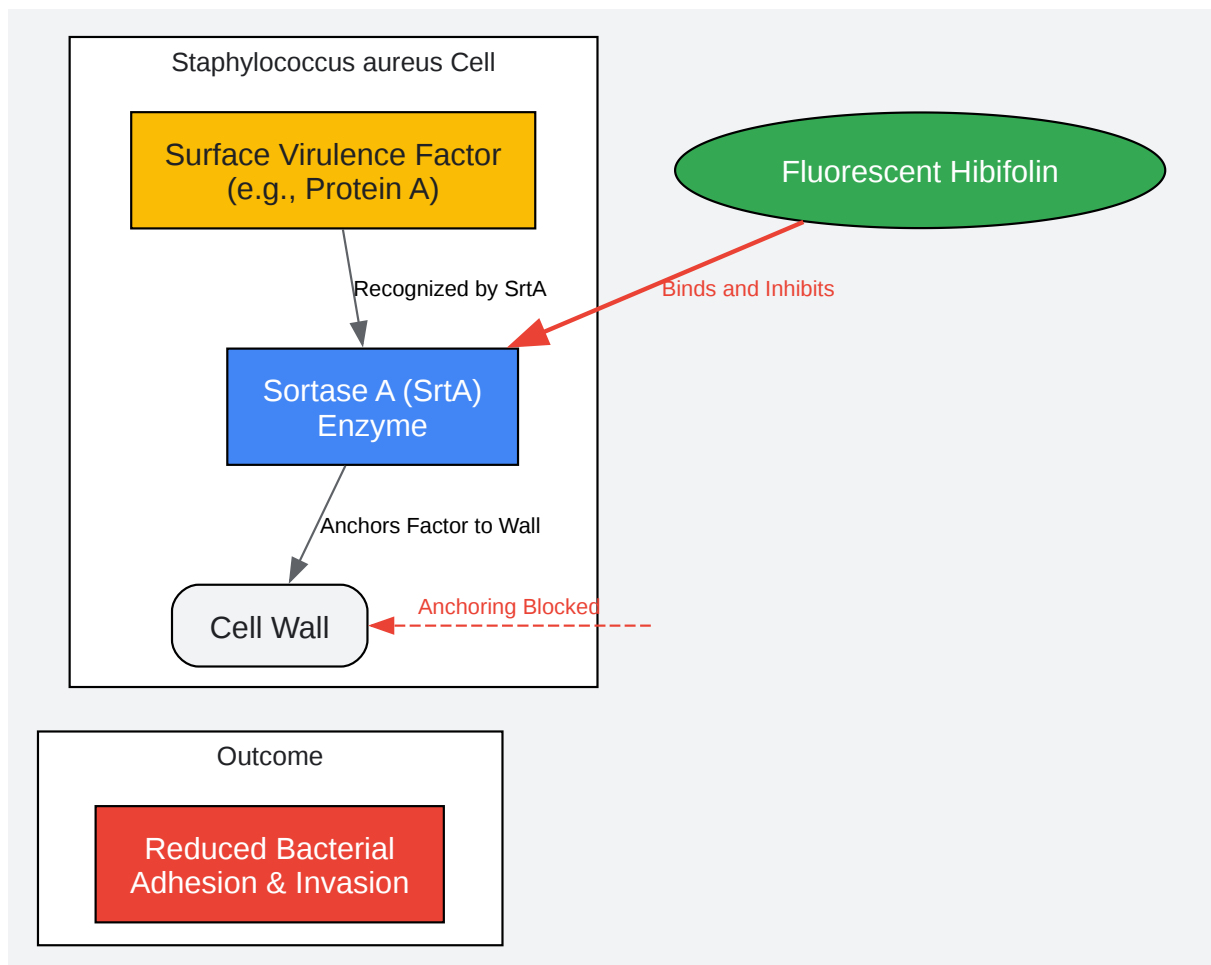 Staphylococcus aureus Cell
Surface Virulence Factor
(e.g., Protein A)
Fluorescent Hibifolin
Recognized by SrtA
Binds and Inhibits
Sortase A (SrtA)
Enzyme
Anchors Factor to Wall
Anchoring Blocked
Cell Wall
Outcome
Reduced Bacterial
Adhesion & Invasion